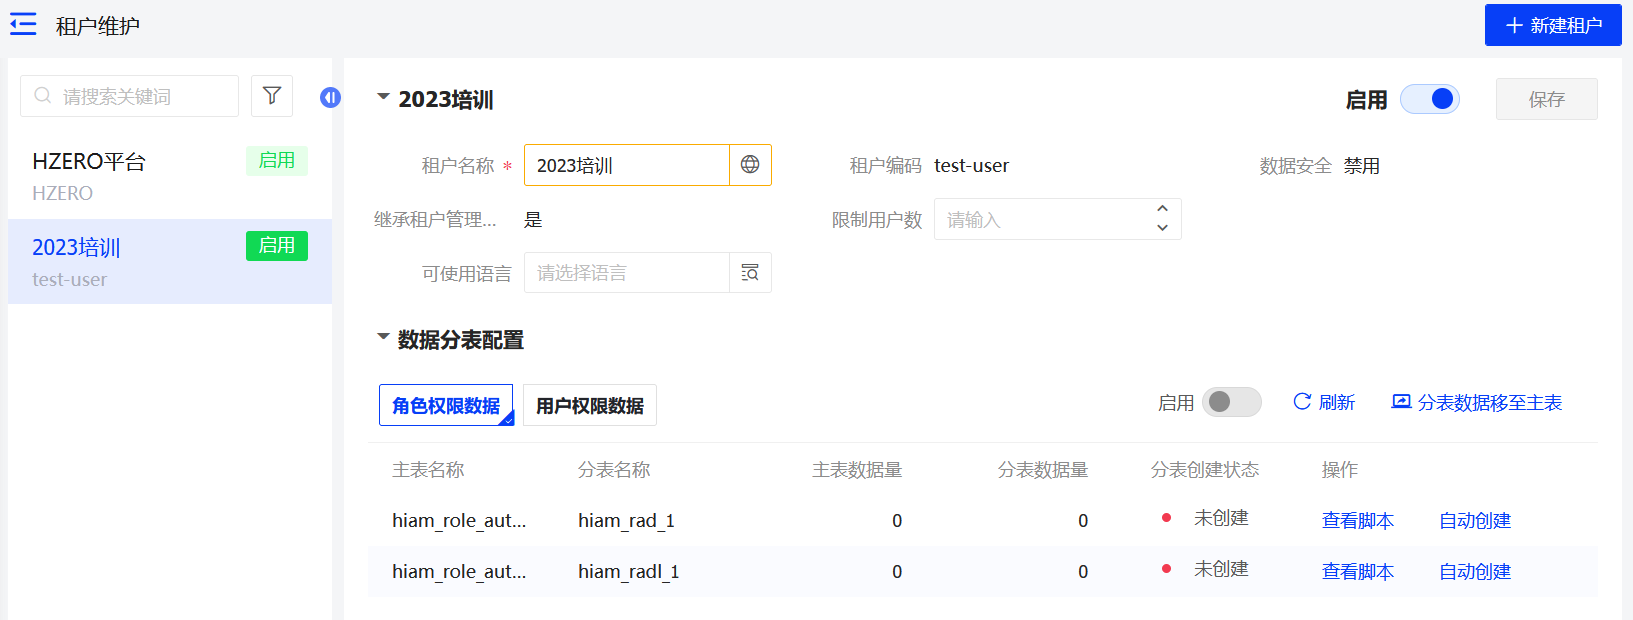 租户维护
新建租户
请搜索关键词
HZERO平台
启用
HZERO
2023培训
启用
test-user
2023培训
启用
保存
租户名称 *
2023培训
租户编码
test-user
数据安全
禁用
继承租户管理...
是
限制用户数
请输入
可使用语言
请选择语言
数据分表配置
角色权限数据
用户权限数据
启用
刷新
分表数据移至主表
主表名称 分表名称 主表数据量 分表数据量 分表创建状态 操作
hiam_role_aut... hiam_rad_1 0 0 未创建 查看脚本 自动创建
hiam_role_aut... hiam_radl_1 0 0 未创建 查看脚本 自动创建